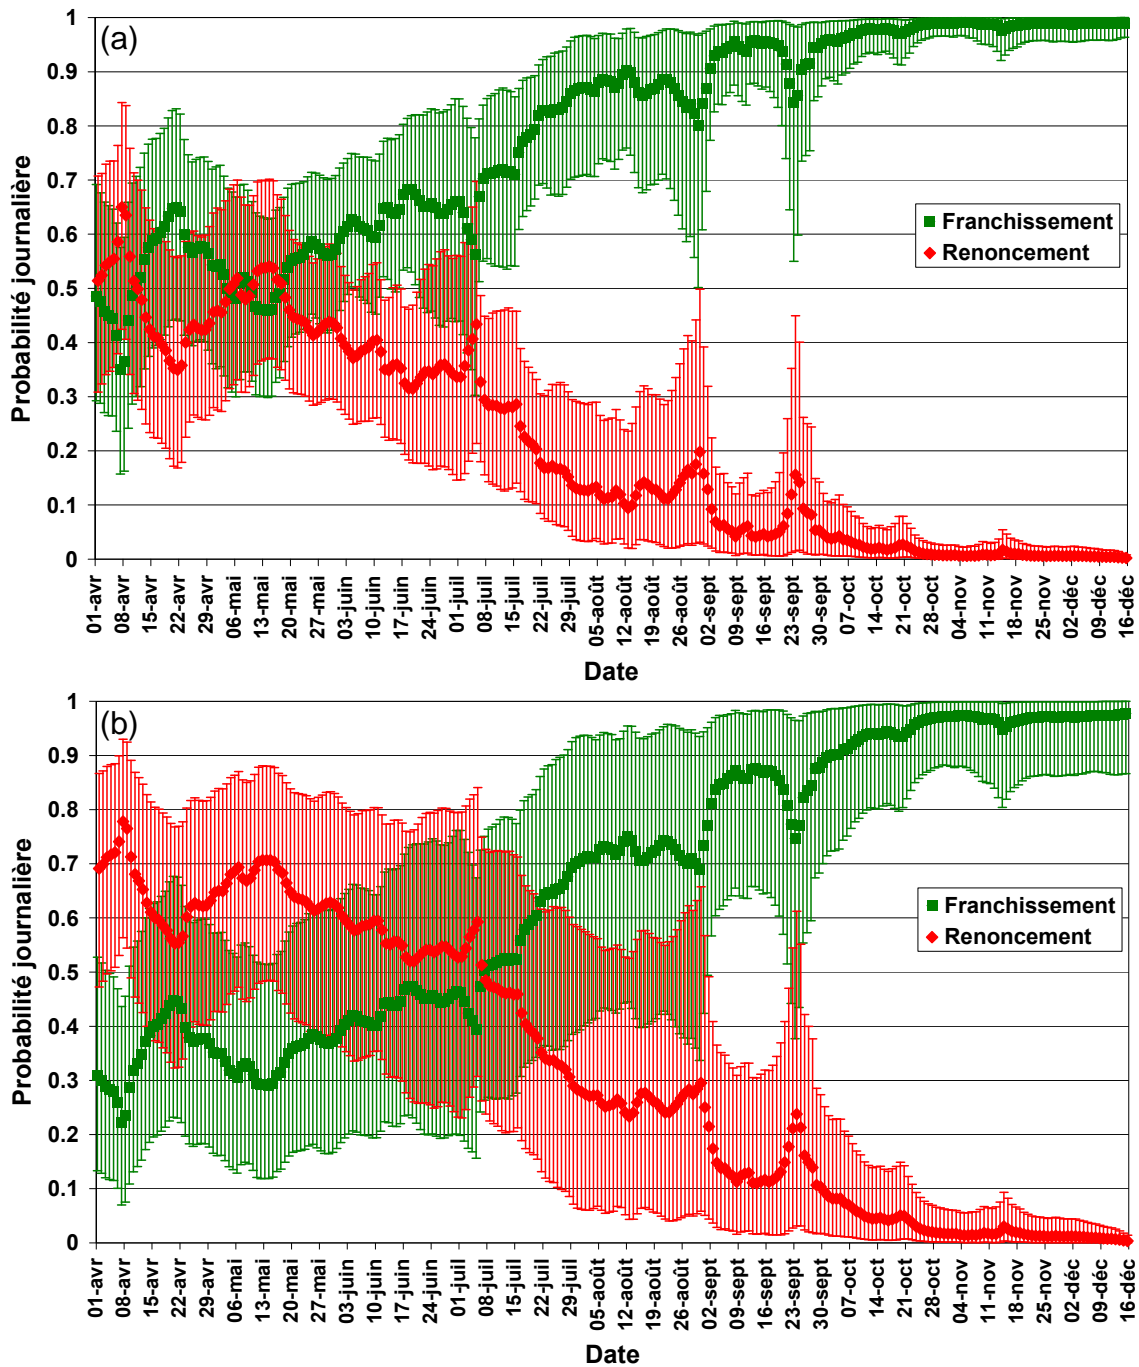 (a)
Probabilité journalière
1
0.9
0.8
0.7
0.6
0.5
0.4
0.3
0.2
0.1
0
Franchissement
Renoncement
01-avr
08-avr
15-avr
22-avr
29-avr
06-mai
13-mai
20-mai
27-mai
03-juin
10-juin
17-juin
24-juin
01-juil
08-juil
15-juil
22-juil
29-juil
05-août
12-août
19-août
26-août
02-sept
09-sept
16-sept
23-sept
30-sept
07-oct
14-oct
21-oct
28-oct
04-nov
11-nov
18-nov
25-nov
02-déc
09-déc
16-déc
Date
(b)
Probabilité journalière
1
0.9
0.8
0.7
0.6
0.5
0.4
0.3
0.2
0.1
0
Franchissement
Renoncement
01-avr
08-avr
15-avr
22-avr
29-avr
06-mai
13-mai
20-mai
27-mai
03-juin
10-juin
17-juin
24-juin
01-juil
08-juil
15-juil
22-juil
29-juil
05-août
12-août
19-août
26-août
02-sept
09-sept
16-sept
23-sept
30-sept
07-oct
14-oct
21-oct
28-oct
04-nov
11-nov
18-nov
25-nov
02-déc
09-déc
16-déc
Date